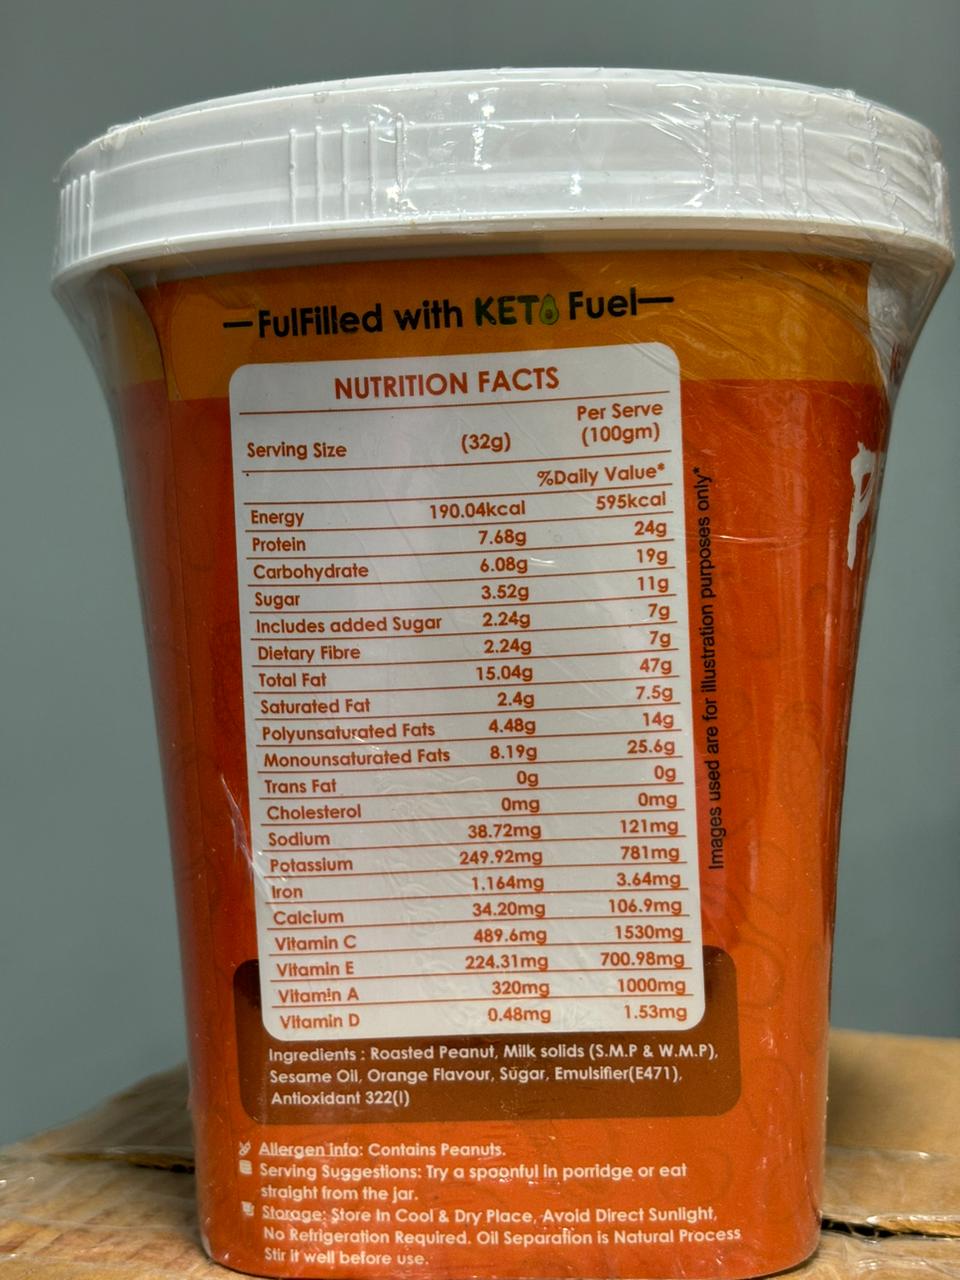 FulFilled with KETO Fuel
NUTRITION FACTS
Serving Size (32g) Per Serve (100gm)
%Daily Value*
Energy 190.04kcal 595kcal
Protein 7.68g 24g
Carbohydrate 6.08g 19g
Sugar 3.52g 11g
Includes added Sugar 2.24g 7g
Dietary Fibre 2.24g 7g
Total Fat 15.04g 47g
Saturated Fat 2.4g 7.5g
Polyunsaturated Fats 4.48g 14g
Monounsaturated Fats 8.19g 25.6g
Trans Fat 0g 0g
Cholesterol 0mg 0mg
Sodium 38.72mg 121mg
Potassium 249.92mg 781mg
Iron 1.164mg 3.64mg
Calcium 34.20mg 106.9mg
Vitamin C 489.6mg 1530mg
Vitamin E 224.31mg 700.98mg
Vitamin A 320mg 1000mg
Vitamin D 0.48mg 1.53mg
Images used are for illustration purposes only*
Ingredients : Roasted Peanut, Milk solids (S.M.P & W.M.P),
Sesame Oil, Orange Flavour, Sugar, Emulsifier(E471),
Antioxidant 322(I)
Allergen info: Contains Peanuts.
Serving Suggestions: Try a spoonful in porridge or eat
straight from the jar.
Storage: Store In Cool & Dry Place, Avoid Direct Sunlight,
No Refrigeration Required. Oil Separation is Natural Process
Stir it well before use.